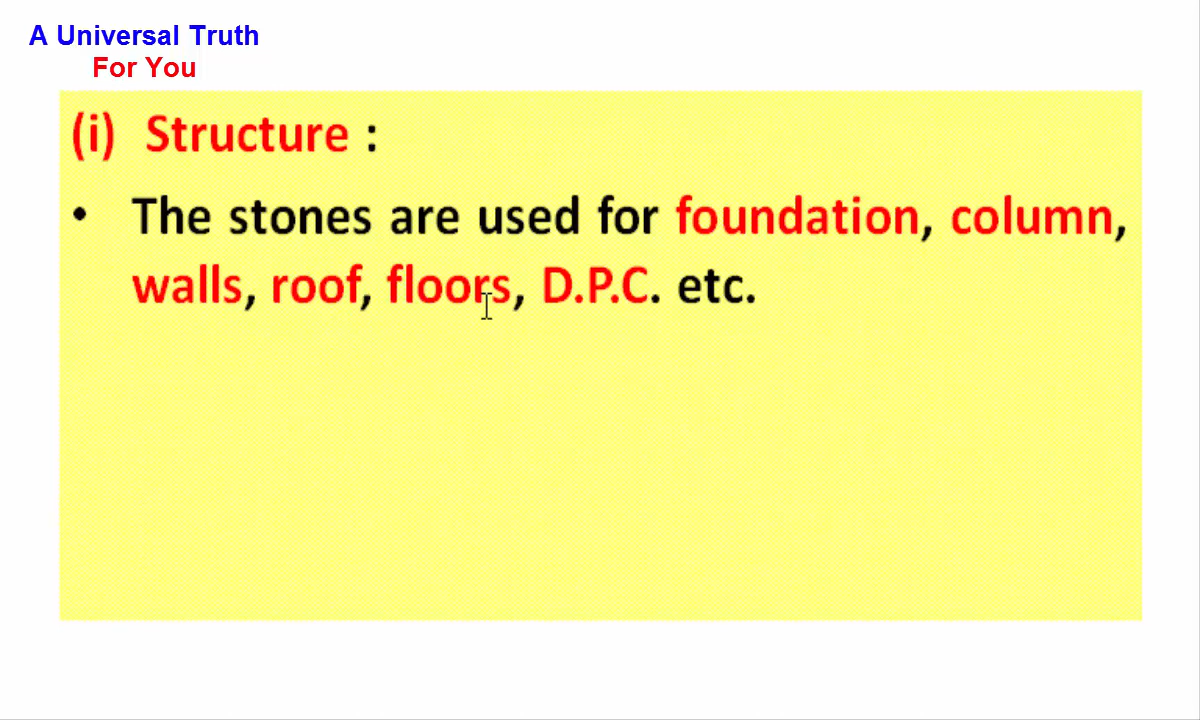 A Universal Truth
For You
(i) Structure :
• The stones are used for foundation, column,
walls, roof, floors, D.P.C. etc.